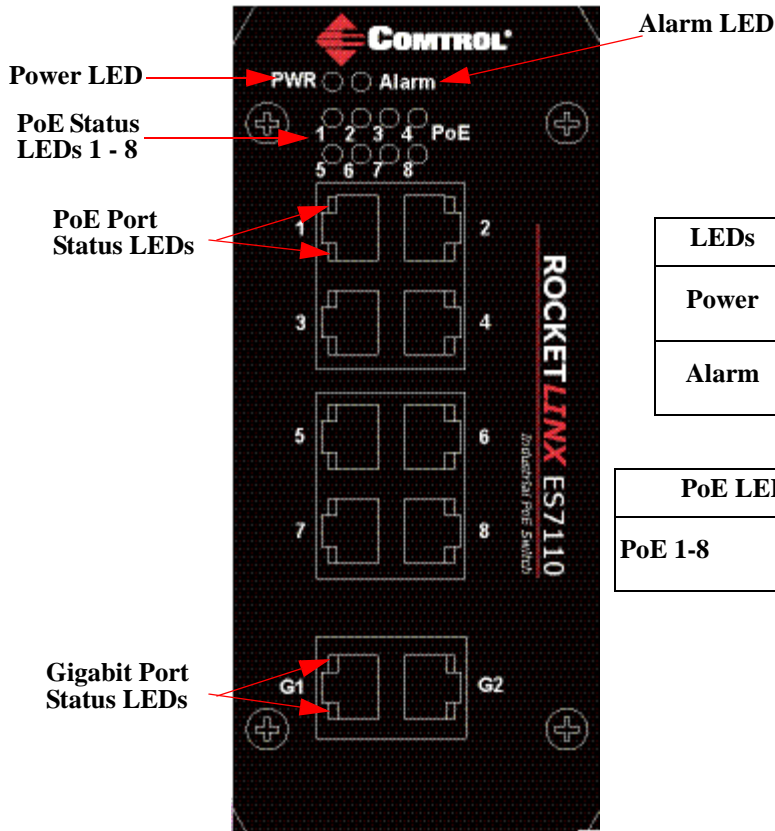 COMTROL
Alarm LED
Power LED
PWR Alarm
PoE Status
LEDs 1 - 8
1 2 3 4 PoE
5 6 7 8
PoE Port
Status LEDs
1 2
3 4
5 6
7 8
ROCKETLINX ES7110
Industrial PoE Switch
Gigabit Port
Status LEDs
G1 G2
LEDs
Power
Alarm
PoE LE
PoE 1-8